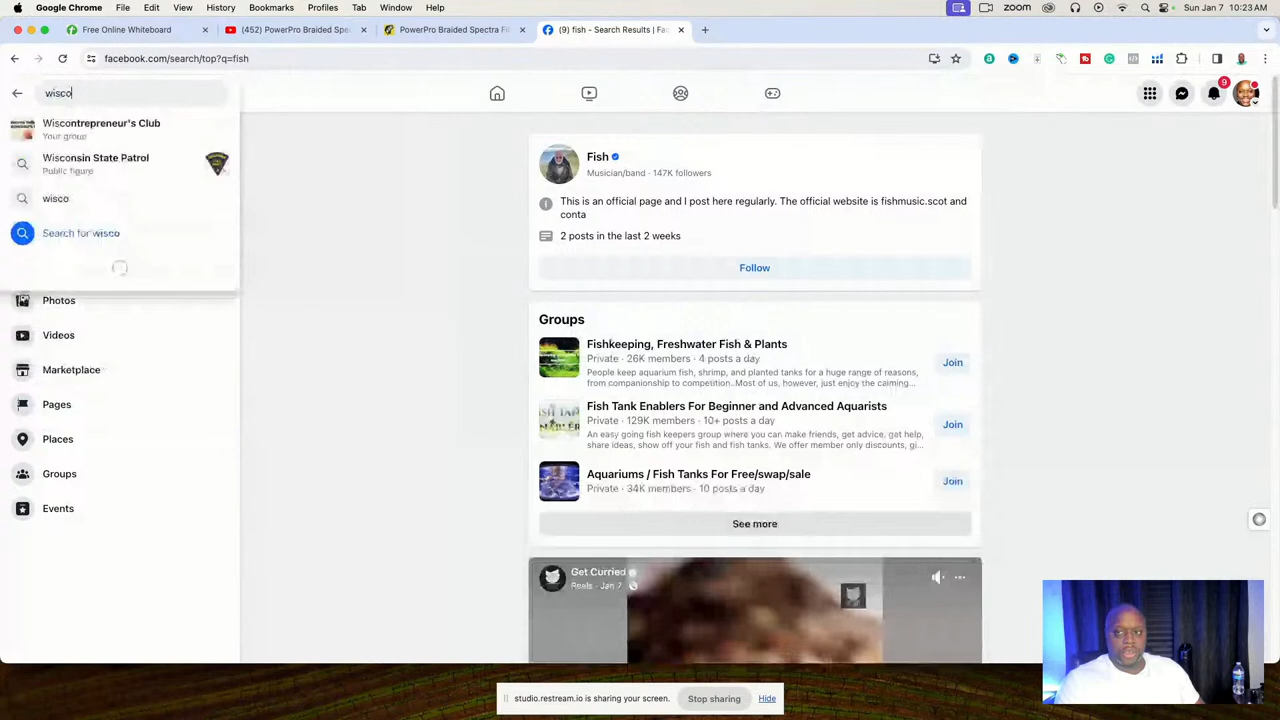 Google Chrome File Edit View History Bookmarks Profiles Tab Window Help zoom Sun Jan 7 10:23 AM
Free Online Whiteboard × (452) PowerPro Braided Spe × PowerPro Braided Spectra Fi × (9) fish - Search Results | Fac × +
facebook.com/search/top?q=fish
wisco
9
Wiscontrepreneur's Club
Your group
Wisconsin State Patrol
Public figure
wisco
Search for wisco
Photos
Videos
Marketplace
Pages
Places
Groups
Events
Fish
Musician/band · 147K followers
This is an official page and I post here regularly. The official website is fishmusic.scot and
conta
2 posts in the last 2 weeks
Follow
Groups
Fishkeeping, Freshwater Fish & Plants
Private · 26K members · 4 posts a day
People keep aquarium fish, shrimp, and planted tanks for a huge range of reasons,
from companionship to competition..Most of us, however, just enjoy the calming...
Join
Fish Tank Enablers For Beginner and Advanced Aquarists
Private · 129K members · 10+ posts a day
An easy going fish keepers group where you can make friends, get advice, get help,
share ideas, show off your fish and fish tanks. We offer member only discounts, gi...
Join
Aquariums / Fish Tanks For Free/swap/sale
Private · 34K members · 10 posts a day
Join
See more
Get Curried
Reels · Jan 7
studio.restream.io is sharing your screen.
Stop sharing
Hide